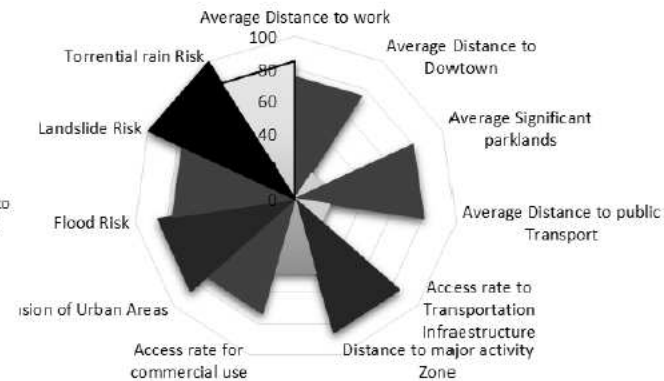 Average Distance to work
100
Torrential rain Risk
Average Distance to
Dowtown
80
60
Landslide Risk
40
Average Significant
parklands
to
0
Flood Risk
Average Distance to public
Transport
ision of Urban Areas
Access rate to
Transportation
Infraestructure
Access rate for
commercial use
Distance to major activity
Zone